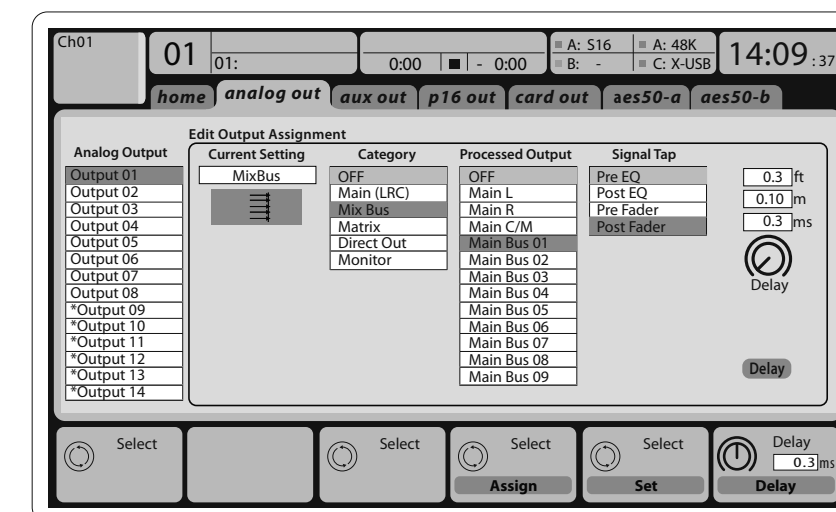 Ch01
01
01:
0:00
- 0:00
A: S16
B: -
A: 48K
C: X-USB
14:09 :37
home
analog out
aux out
p16 out
card out
aes50-a
aes50-b
Edit Output Assignment
Analog Output
Output 01
Output 02
Output 03
Output 04
Output 05
Output 06
Output 07
Output 08
*Output 09
*Output 10
*Output 11
*Output 12
*Output 13
*Output 14
Current Setting
MixBus
Category
OFF
Main (LRC)
Mix Bus
Matrix
Direct Out
Monitor
Processed Output
OFF
Main L
Main R
Main C/M
Main Bus 01
Main Bus 02
Main Bus 03
Main Bus 04
Main Bus 05
Main Bus 06
Main Bus 07
Main Bus 08
Main Bus 09
Signal Tap
Pre EQ
Post EQ
Pre Fader
Post Fader
0.3 ft
0.10 m
0.3 ms
Delay
Delay
Select
Select
Select
Assign
Select
Set
Delay
0.3 ms
Delay